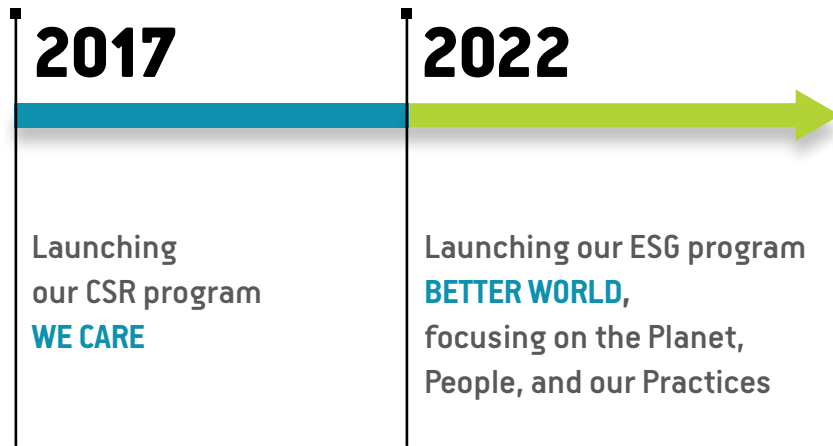 2017
Launching
our CSR program
WE CARE
2022
Launching our ESG program
BETTER WORLD,
focusing on the Planet,
People, and our Practices